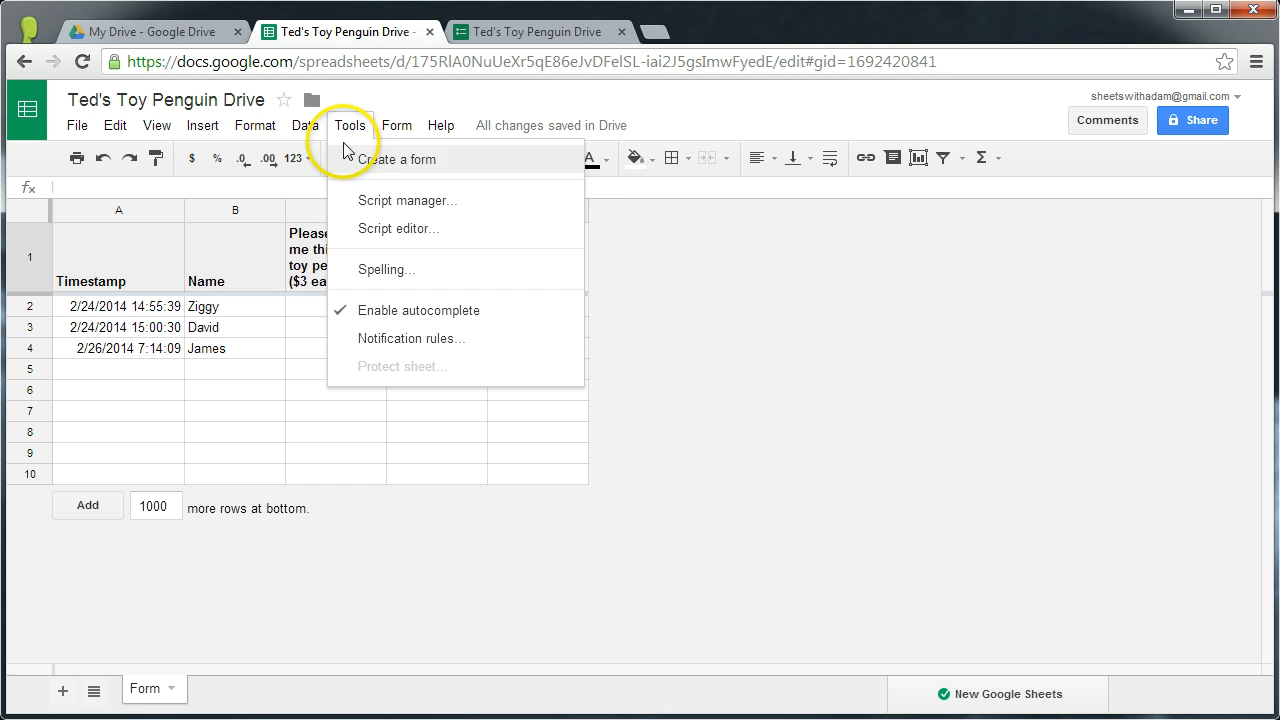 My Drive - Google Drive
Ted's Toy Penguin Drive -
Ted's Toy Penguin Drive
https://docs.google.com/spreadsheets/d/175RlA0NuUeXr5qE86eJvDFelSL-iai2J5gsImwFyedE/edit#gid=1692420841
Ted's Toy Penguin Drive
sheetswithadam@gmail.com
File Edit View Insert Format Data Tools Form Help All changes saved in Drive
Comments
Share
$ % .0 .00 123 A Σ
Create a form
Script manager...
Script editor...
Spelling...
Enable autocomplete
Notification rules...
Protect sheet...
fx
A B
1 Timestamp Name
Please
me thi
toy pe
($3 ea
2 2/24/2014 14:55:39 Ziggy
3 2/24/2014 15:00:30 David
4 2/26/2014 7:14:09 James
5
6
7
8
9
10
Add 1000 more rows at bottom.
Form
New Google Sheets